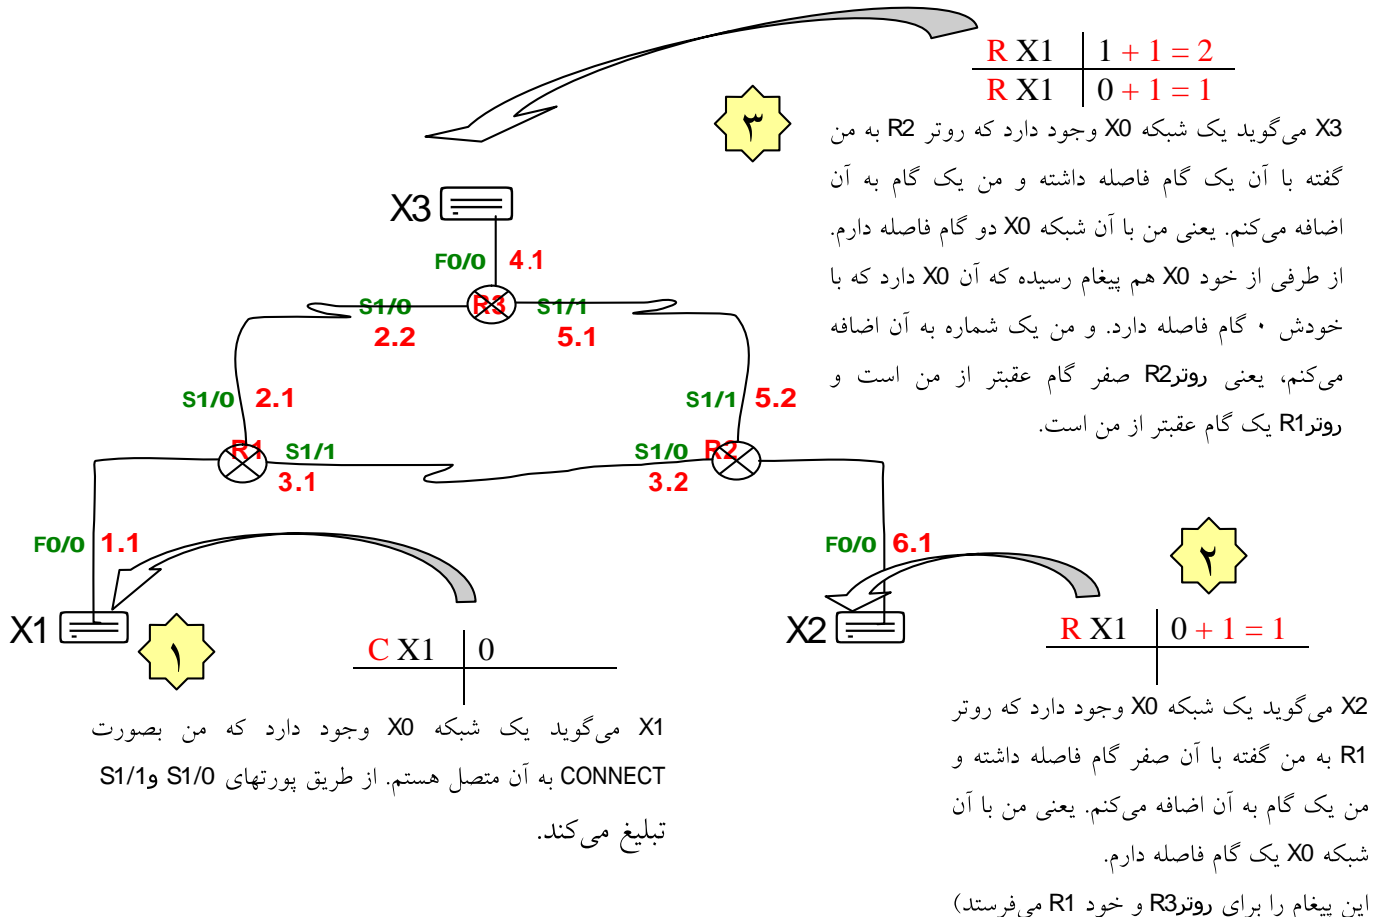 R X1 | 1 + 1 = 2
R X1 | 0 + 1 = 1
۳
X3 می‌گوید یک شبکه X0 وجود دارد که روتر R2 به من
گفته با آن یک گام فاصله داشته و من یک گام به آن
اضافه می‌کنم. یعنی من با آن شبکه X0 دو گام فاصله دارم.
از طرفی از خود X0 هم پیغام رسیده که آن X0 دارد که با
خودش ۰ گام فاصله دارد. و من یک شماره به آن اضافه
می‌کنم، یعنی روترR2 صفر گام عقبتر از من است و
روترR1 یک گام عقبتر از من است.
X3
F0/0 4.1
S1/0 R3 S1/1
2.2 5.1
S1/0 2.1
S1/1 5.2
R1 S1/1
3.1
S1/0 R2
3.2
F0/0 1.1
F0/0 6.1
X1
۱
C X1 | 0
X1 می‌گوید یک شبکه X0 وجود دارد که من بصورت
CONNECT به آن متصل هستم. از طریق پورتهای S1/0 وS1/1
تبلیغ می‌کند.
X2
۲
R X1 | 0 + 1 = 1
X2 می‌گوید یک شبکه X0 وجود دارد که روتر
R1 به من گفته با آن صفر گام فاصله داشته و
من یک گام به آن اضافه می‌کنم. یعنی من با آن
شبکه X0 یک گام فاصله دارم.
این پیغام را برای روترR3 و خود R1 می‌فرستد)